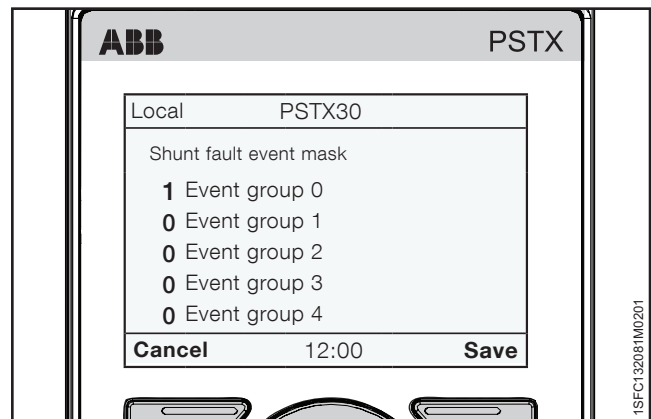 ABB PSTX
Local PSTX30
Shunt fault event mask
1 Event group 0
0 Event group 1
0 Event group 2
0 Event group 3
0 Event group 4
Cancel 12:00 Save
1SFC132081M0201